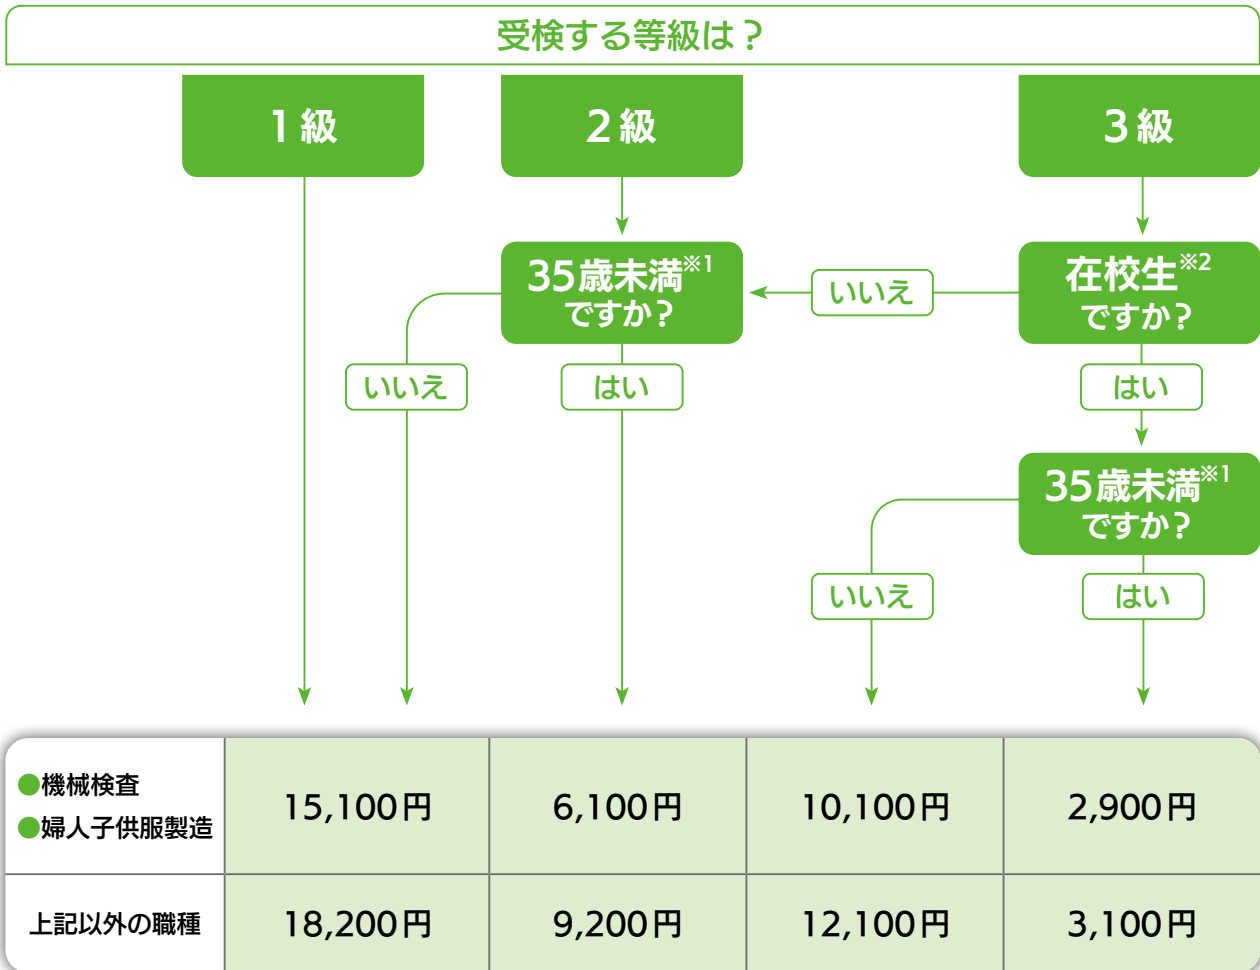 受検する等級は？
1級
2級
3級
35歳未満※1
ですか？
いいえ
在校生※2
ですか？
いいえ
はい
はい
35歳未満※1
ですか？
いいえ
はい
●機械検査
●婦人子供服製造
15,100円
6,100円
10,100円
2,900円
上記以外の職種
18,200円
9,200円
12,100円
3,100円